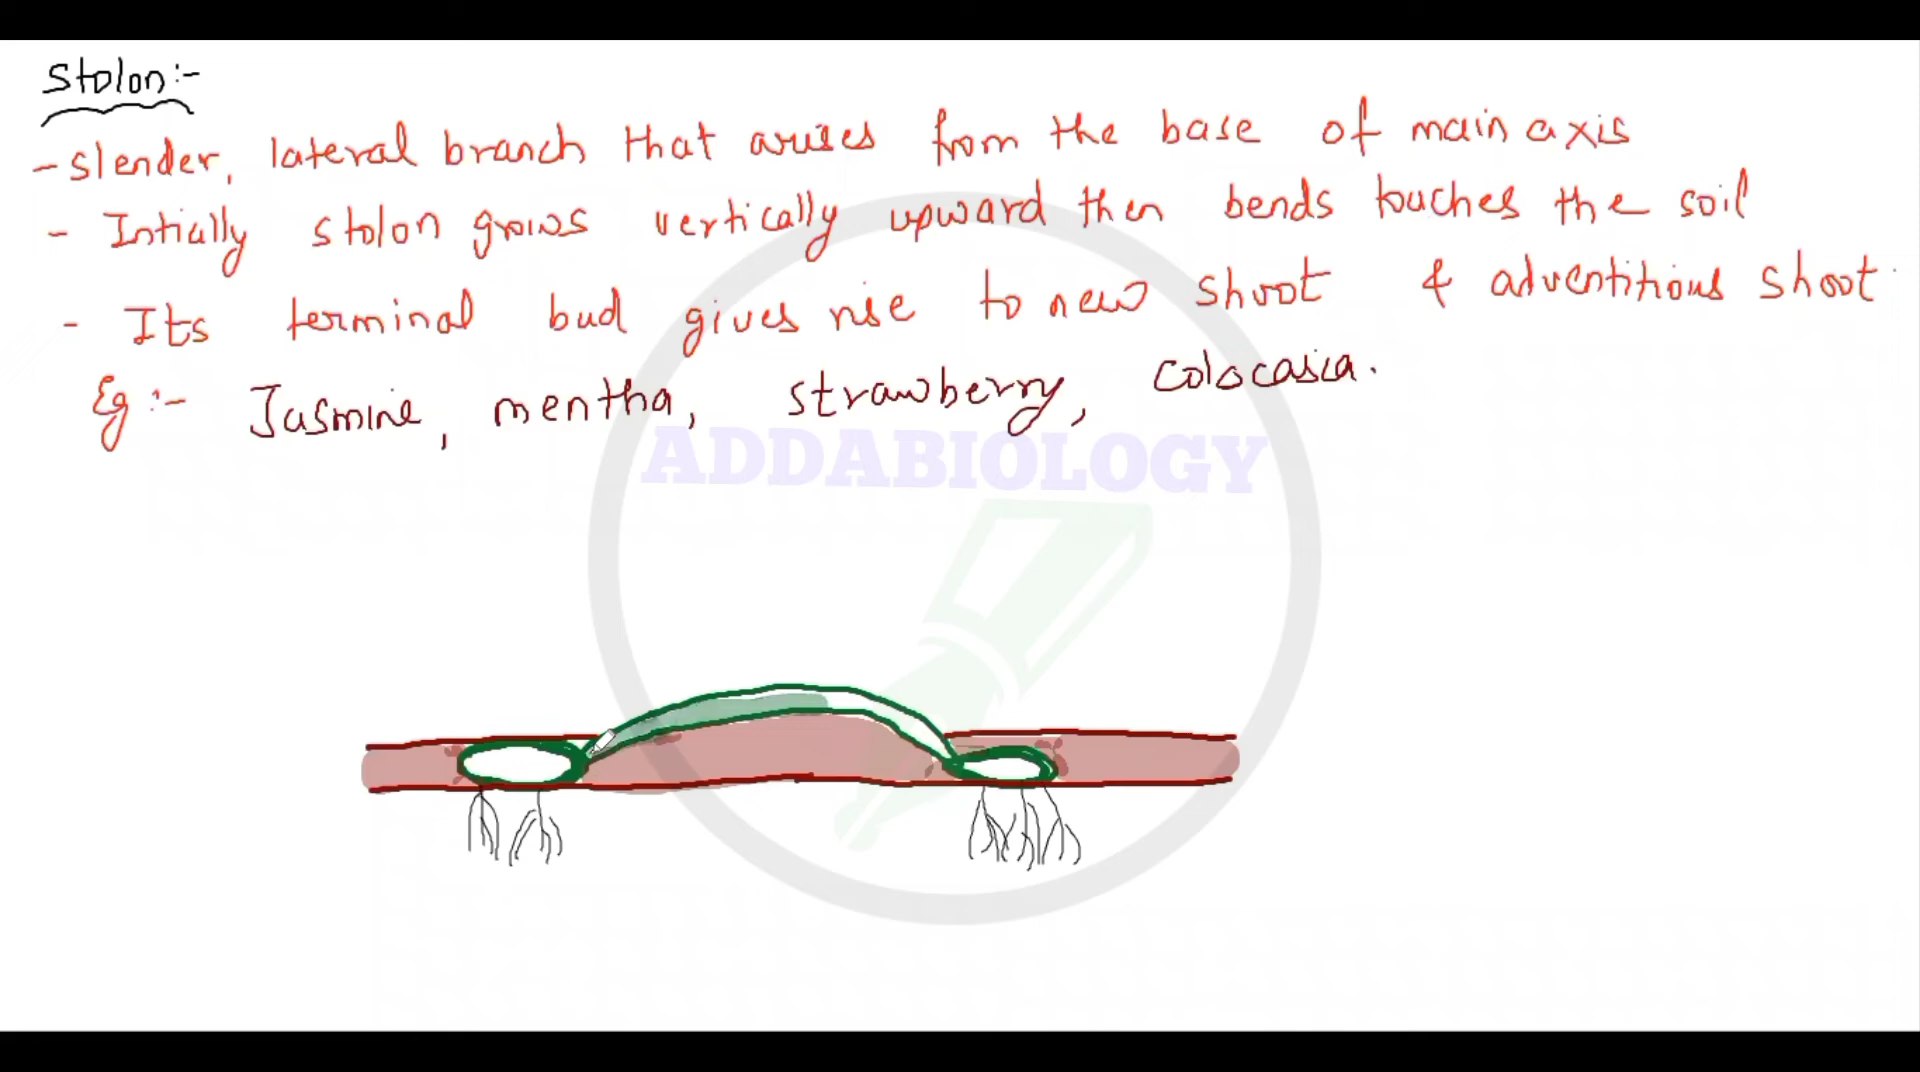 Stolon:-
- slender, lateral branch that arises from the base of main axis
- Intially stolon grows vertically upward then bends touches the soil
- Its terminal bud gives rise to new shoot & adventitious shoot.
Eg:- Jasmine, mentha, strawberry, colocasia.
ADDABIOLOGY